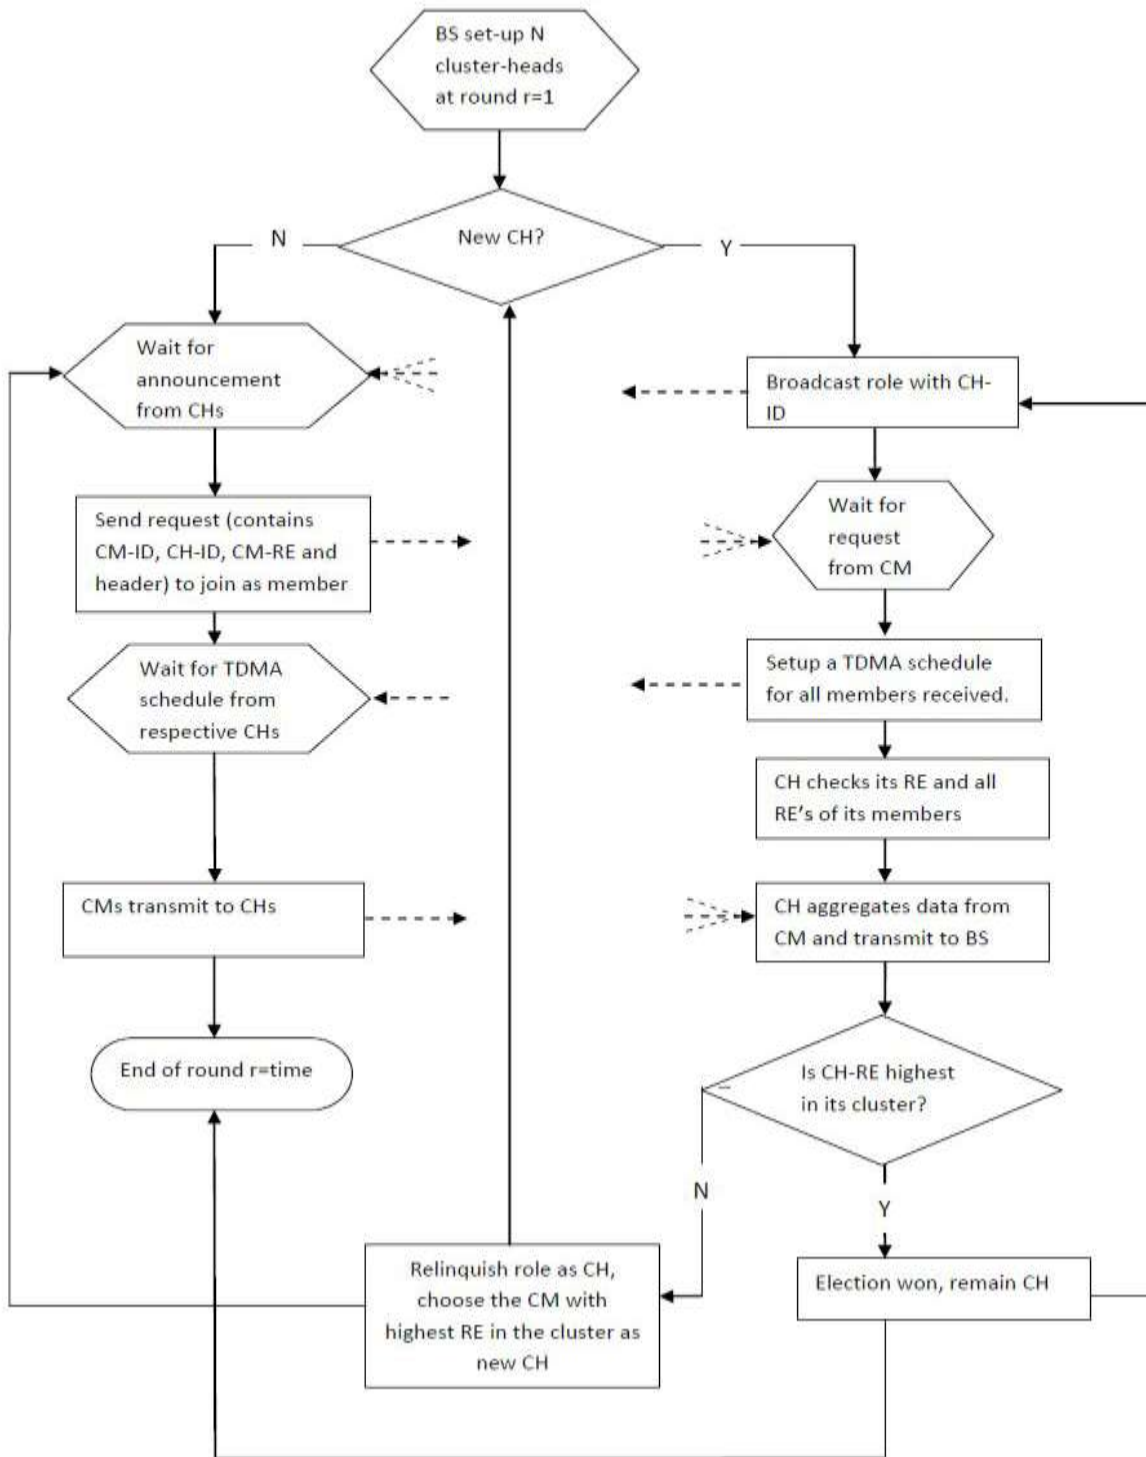 BS set-up N
cluster-heads
at round r=1
New CH?
N
Y
Wait for
announcement
from CHs
Send request (contains
CM-ID, CH-ID, CM-RE and
header) to join as member
Wait for TDMA
schedule from
respective CHs
CMs transmit to CHs
End of round r=time
Broadcast role with CH-
ID
Wait for
request
from CM
Setup a TDMA schedule
for all members received.
CH checks its RE and all
RE's of its members
CH aggregates data from
CM and transmit to BS
Is CH-RE highest
in its cluster?
N
Y
Relinquish role as CH,
choose the CM with
highest RE in the cluster as
new CH
Election won, remain CH